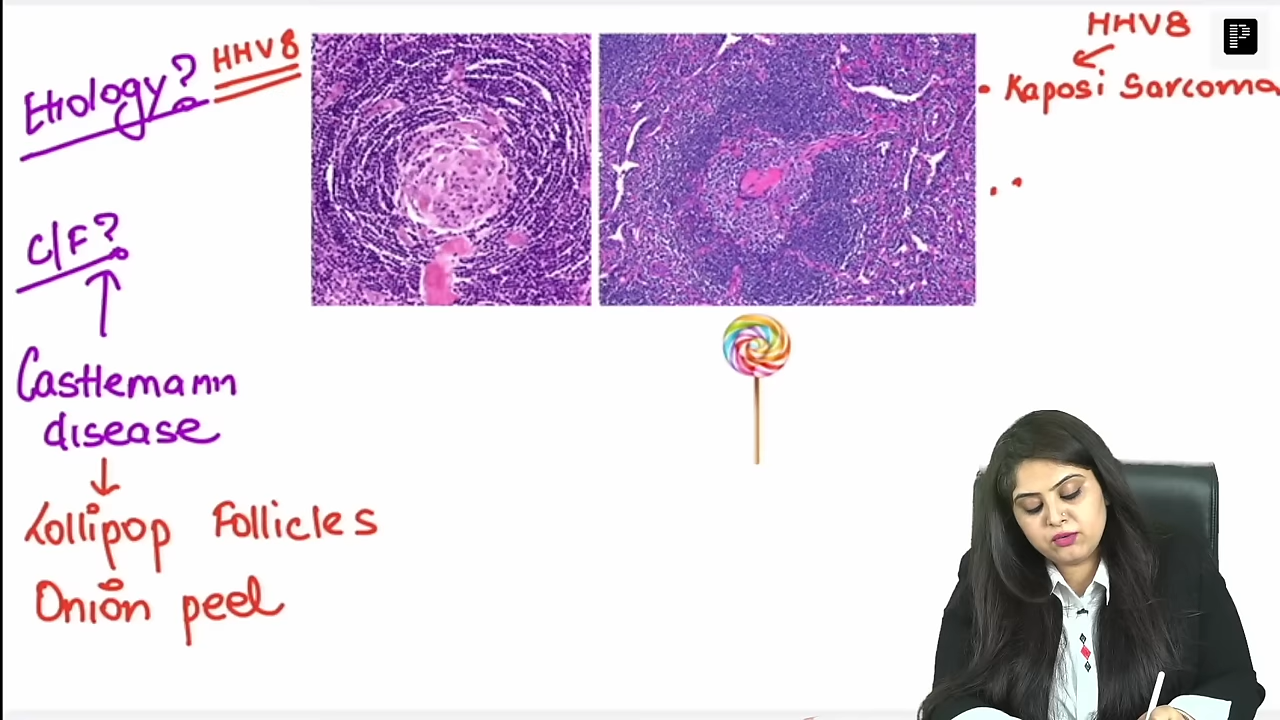 Etiology? HHV8
C/F?
Castlemann
disease
Lollipop Follicles
Onion peel
HHV8
• Kaposi Sarcoma
P